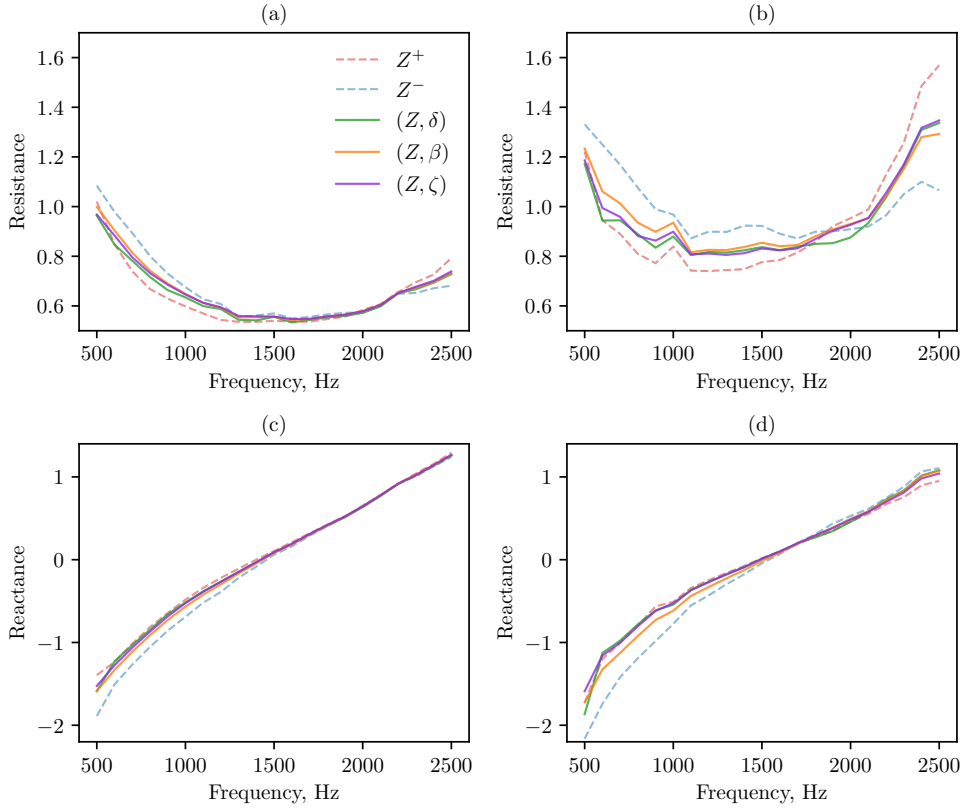 (a)
(b)
1.6
1.4
1.2
1.0
0.8
0.6
Resistance
Z⁺
Z⁻
(Z, δ)
(Z, β)
(Z, ζ)
500 1000 1500 2000 2500
Frequency, Hz
1.6
1.4
1.2
1.0
0.8
0.6
Resistance
500 1000 1500 2000 2500
Frequency, Hz
(c)
(d)
1
0
−1
−2
Reactance
500 1000 1500 2000 2500
Frequency, Hz
1
0
−1
−2
Reactance
500 1000 1500 2000 2500
Frequency, Hz